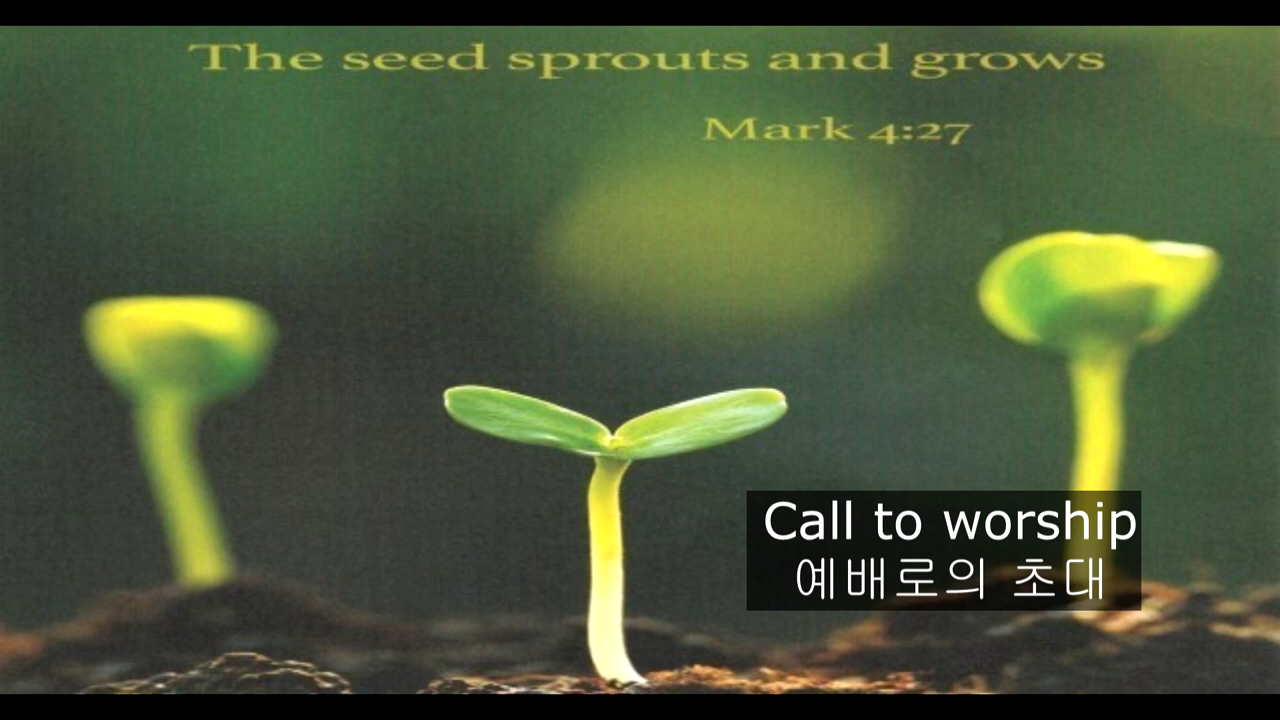 The seed sprouts and grows
Mark 4:27
Call to worship
예배로의 초대